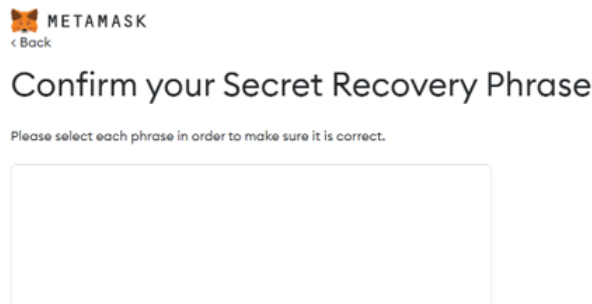 METAMASK
< Back
Confirm your Secret Recovery Phrase
Please select each phrase in order to make sure it is correct.